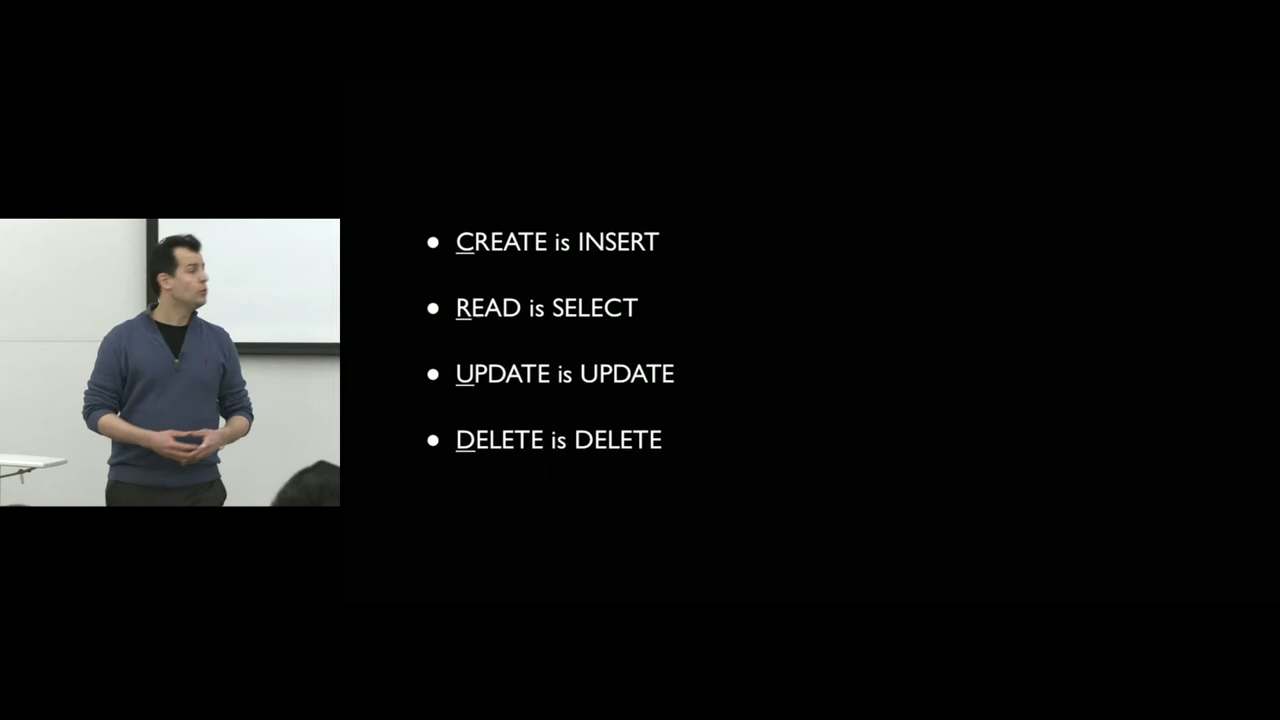 • CREATE is INSERT
• READ is SELECT
• UPDATE is UPDATE
• DELETE is DELETE